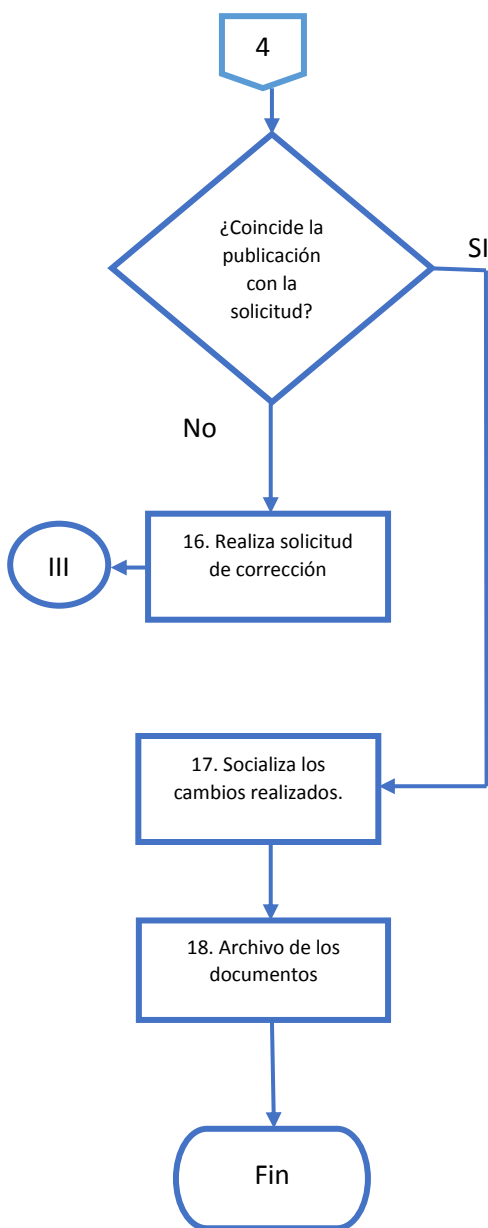 4
¿Coincide la
publicación
con la
solicitud?
SI
No
16. Realiza solicitud
de corrección
III
17. Socializa los
cambios realizados.
18. Archivo de los
documentos
Fin